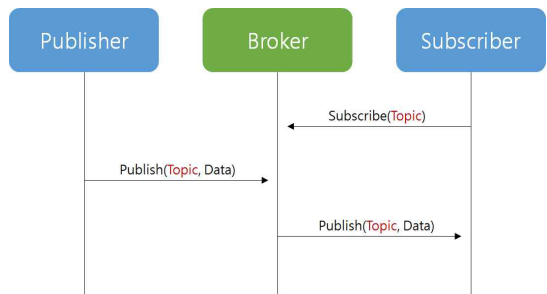 Publisher
Broker
Subscriber
Subscribe(Topic)
Publish(Topic, Data)
Publish(Topic, Data)